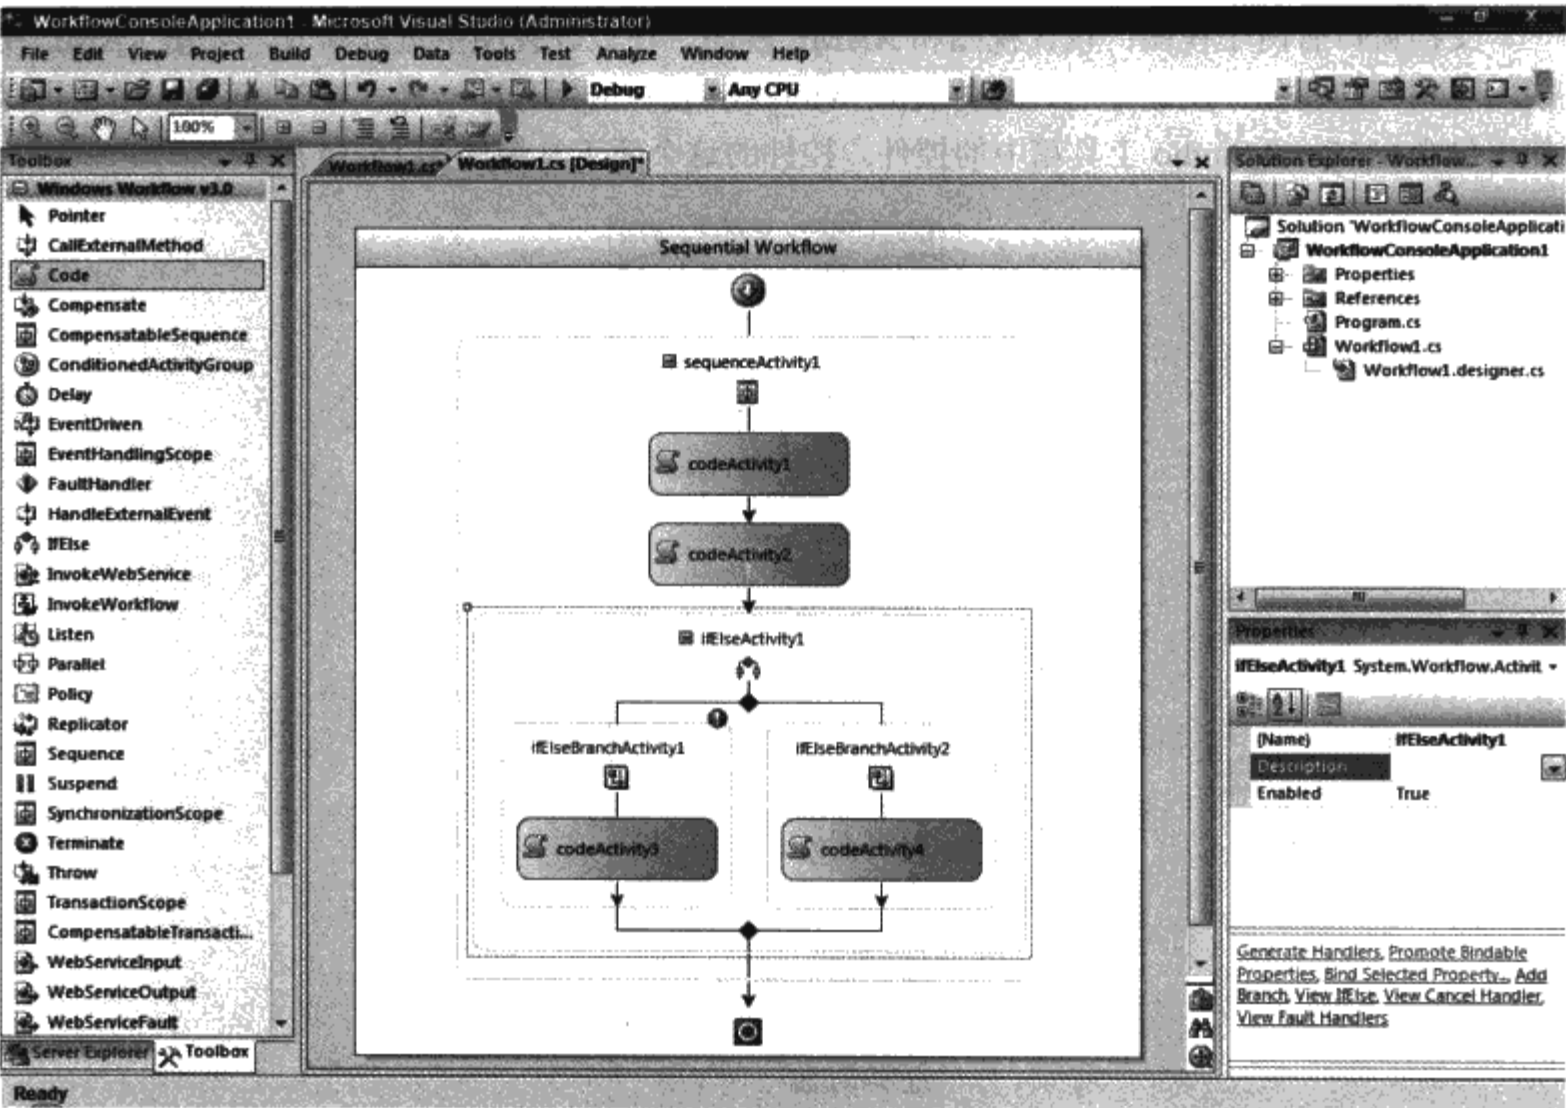 WorkflowConsoleApplication1 - Microsoft Visual Studio (Administrator)
File Edit View Project Build Debug Data Tools Test Analyze Window Help
Debug Any CPU
100%
Toolbox
Windows Workflow v3.0
Pointer
CallExternalMethod
Code
Compensate
CompensatableSequence
ConditionedActivityGroup
Delay
EventDriven
EventHandlingScope
FaultHandler
HandleExternalEvent
IfElse
InvokeWebService
InvokeWorkflow
Listen
Parallel
Policy
Replicator
Sequence
Suspend
SynchronizationScope
Terminate
Throw
TransactionScope
CompensatableTransacti...
WebServiceInput
WebServiceOutput
WebServiceFault
Server Explorer Toolbox
Ready
Workflow1.cs* Workflow1.cs [Design]*
Sequential Workflow
sequenceActivity1
codeActivity1
codeActivity2
ifElseActivity1
ifElseBranchActivity1 ifElseBranchActivity2
codeActivity3 codeActivity4
Solution Explorer - Workflow...
Solution 'WorkflowConsoleApplicati
WorkflowConsoleApplication1
Properties
References
Program.cs
Workflow1.cs
Workflow1.designer.cs
Properties
ifElseActivity1 System.Workflow.Activit
(Name) ifElseActivity1
Description
Enabled True
Generate Handlers, Promote Bindable
Properties, Bind Selected Property..., Add
Branch, View IfElse, View Cancel Handler,
View Fault Handlers